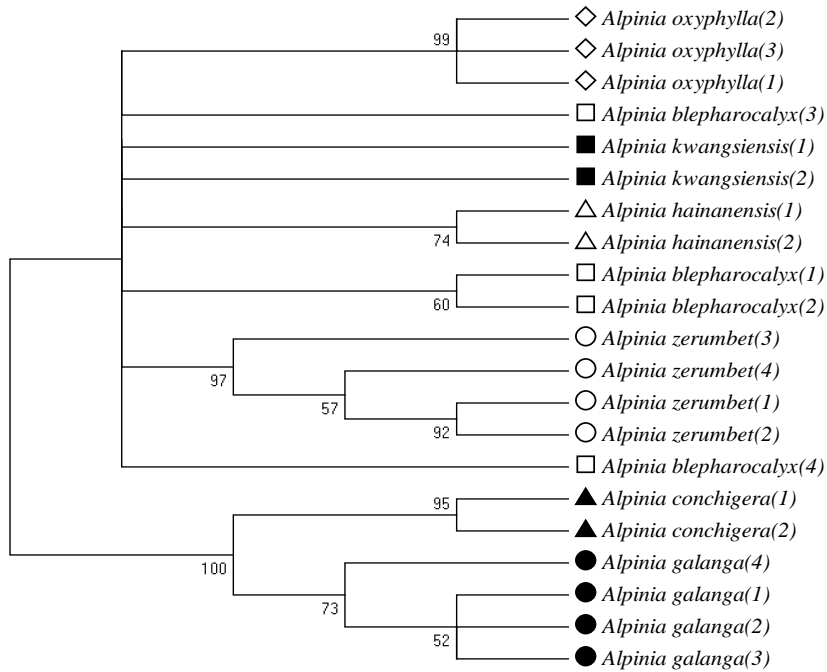 Alpinia oxyphylla(2)
99
Alpinia oxyphylla(3)
Alpinia oxyphylla(1)
Alpinia blepharocalyx(3)
Alpinia kwangsiensis(1)
Alpinia kwangsiensis(2)
Alpinia hainanensis(1)
74
Alpinia hainanensis(2)
Alpinia blepharocalyx(1)
60
Alpinia blepharocalyx(2)
Alpinia zerumbet(3)
97
Alpinia zerumbet(4)
57
Alpinia zerumbet(1)
92
Alpinia zerumbet(2)
Alpinia blepharocalyx(4)
95
Alpinia conchigera(1)
Alpinia conchigera(2)
100
Alpinia galanga(4)
73
Alpinia galanga(1)
Alpinia galanga(2)
52
Alpinia galanga(3)